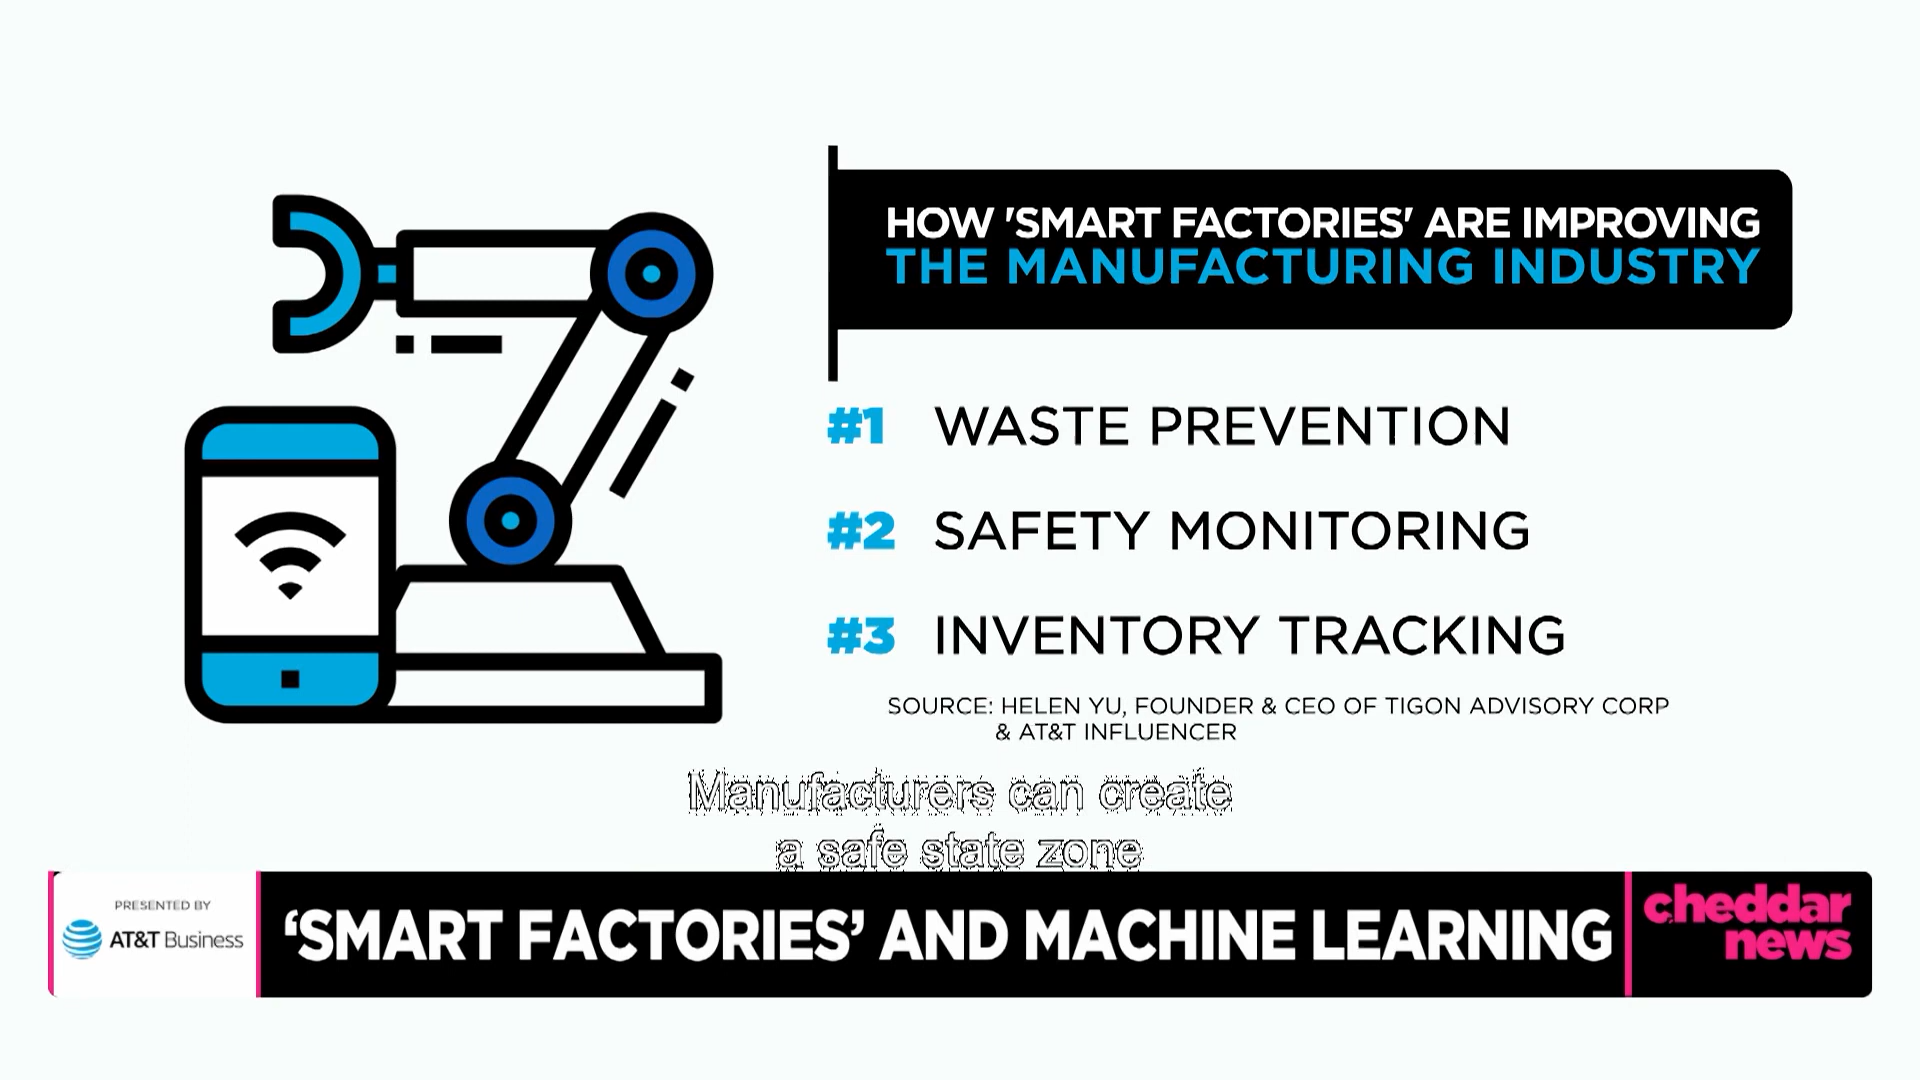 HOW 'SMART FACTORIES' ARE IMPROVING
THE MANUFACTURING INDUSTRY
#1 WASTE PREVENTION
#2 SAFETY MONITORING
#3 INVENTORY TRACKING
SOURCE: HELEN YU, FOUNDER & CEO OF TIGON ADVISORY CORP
& AT&T INFLUENCER
Manufacturers can create
a safe state zone
PRESENTED BY
AT&T Business
‘SMART FACTORIES’ AND MACHINE LEARNING
cheddar
news